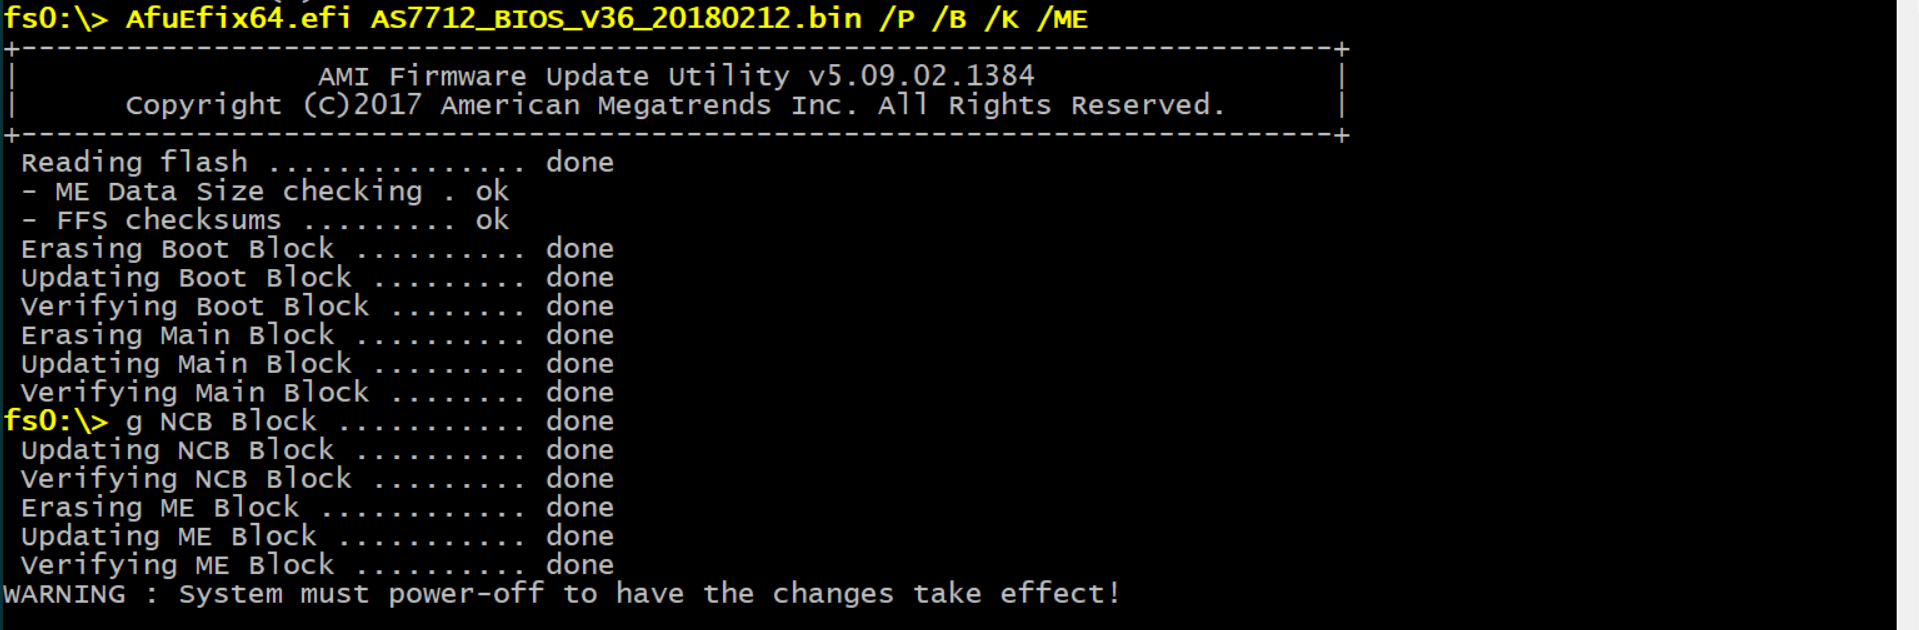 fs0:\> AfuEfix64.efi AS7712_BIOS_V36_20180212.bin /P /B /K /ME
+---------------------------------------------------------------------------+
|                 AMI Firmware Update Utility v5.09.02.1384                 |
|      Copyright (C)2017 American Megatrends Inc. All Rights Reserved.      |
+---------------------------------------------------------------------------+
 Reading flash ............... done
 - ME Data Size checking . ok
 - FFS checksums ......... ok
 Erasing Boot Block .......... done
 Updating Boot Block ......... done
 Verifying Boot Block ........ done
 Erasing Main Block .......... done
 Updating Main Block ......... done
 Verifying Main Block ........ done
fs0:\> g NCB Block ........... done
 Updating NCB Block .......... done
 Verifying NCB Block ......... done
 Erasing ME Block ............ done
 Updating ME Block ........... done
 Verifying ME Block .......... done
WARNING : System must power-off to have the changes take effect!